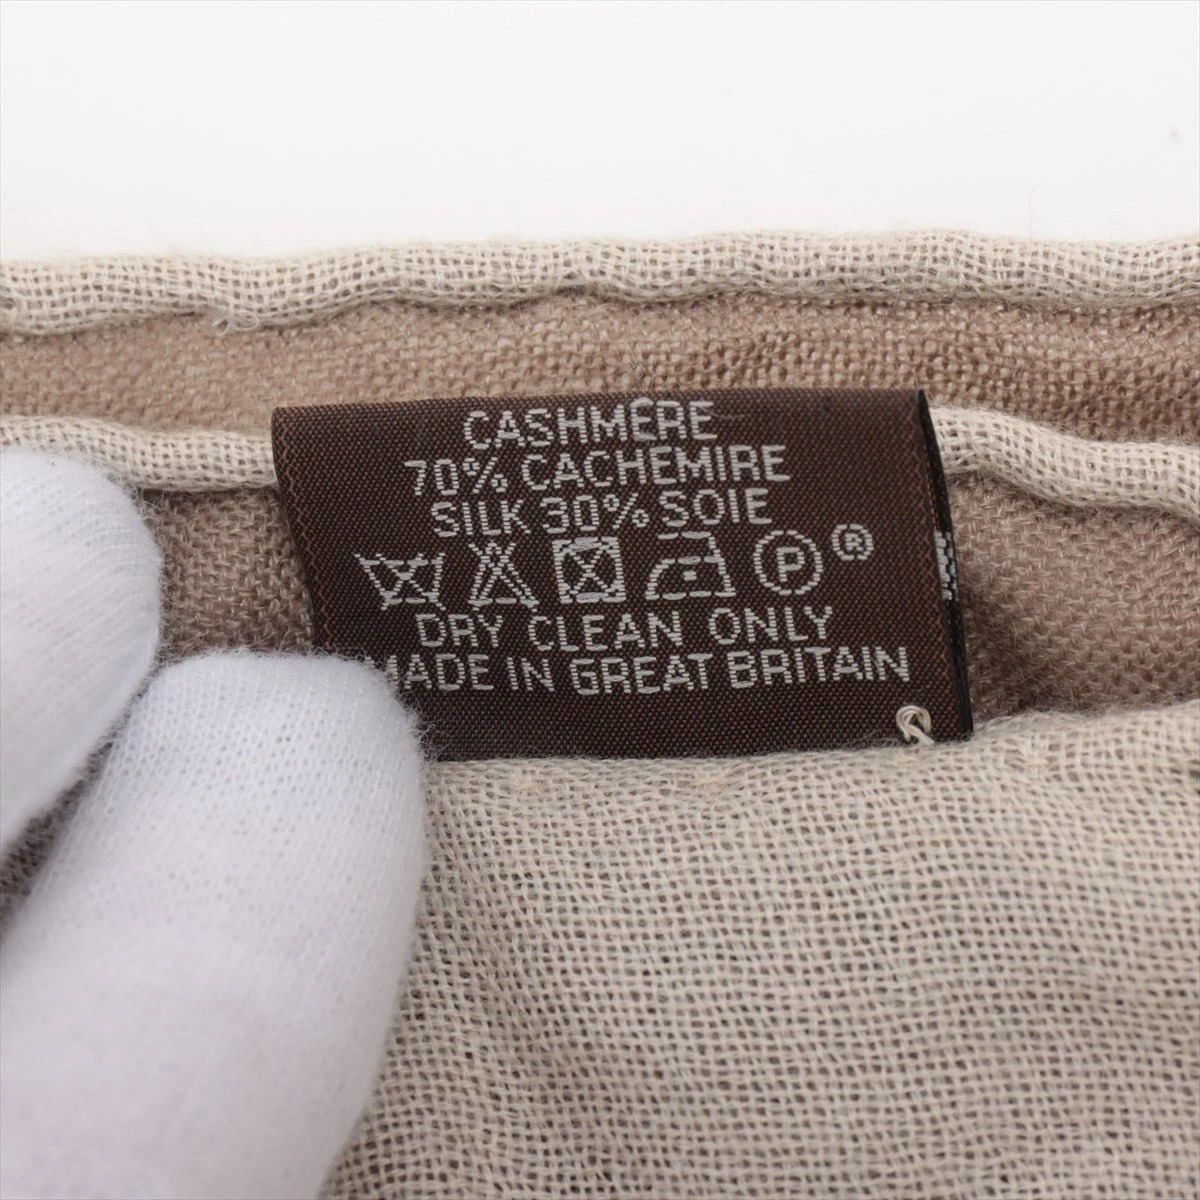 CASHMERE
70% CACHEMIRE
SILK 30% SOIE
P ®
DRY CLEAN ONLY
MADE IN GREAT BRITAIN